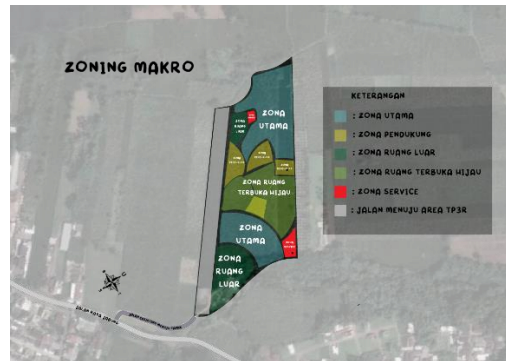 ZONING MAKRO
KETERANGAN
: ZONA UTAMA
: ZONA PENDUKUNG
: ZONA RUANG LUAR
: ZONA RUANG TERBUKA HIJAU
: ZONA SERVICE
: JALAN MENUJU AREA TP3R
ZONA
UTAMA
ZONA RUANG
TERBUKA HIJAU
ZONA
UTAMA
ZONA
RUANG
LUAR